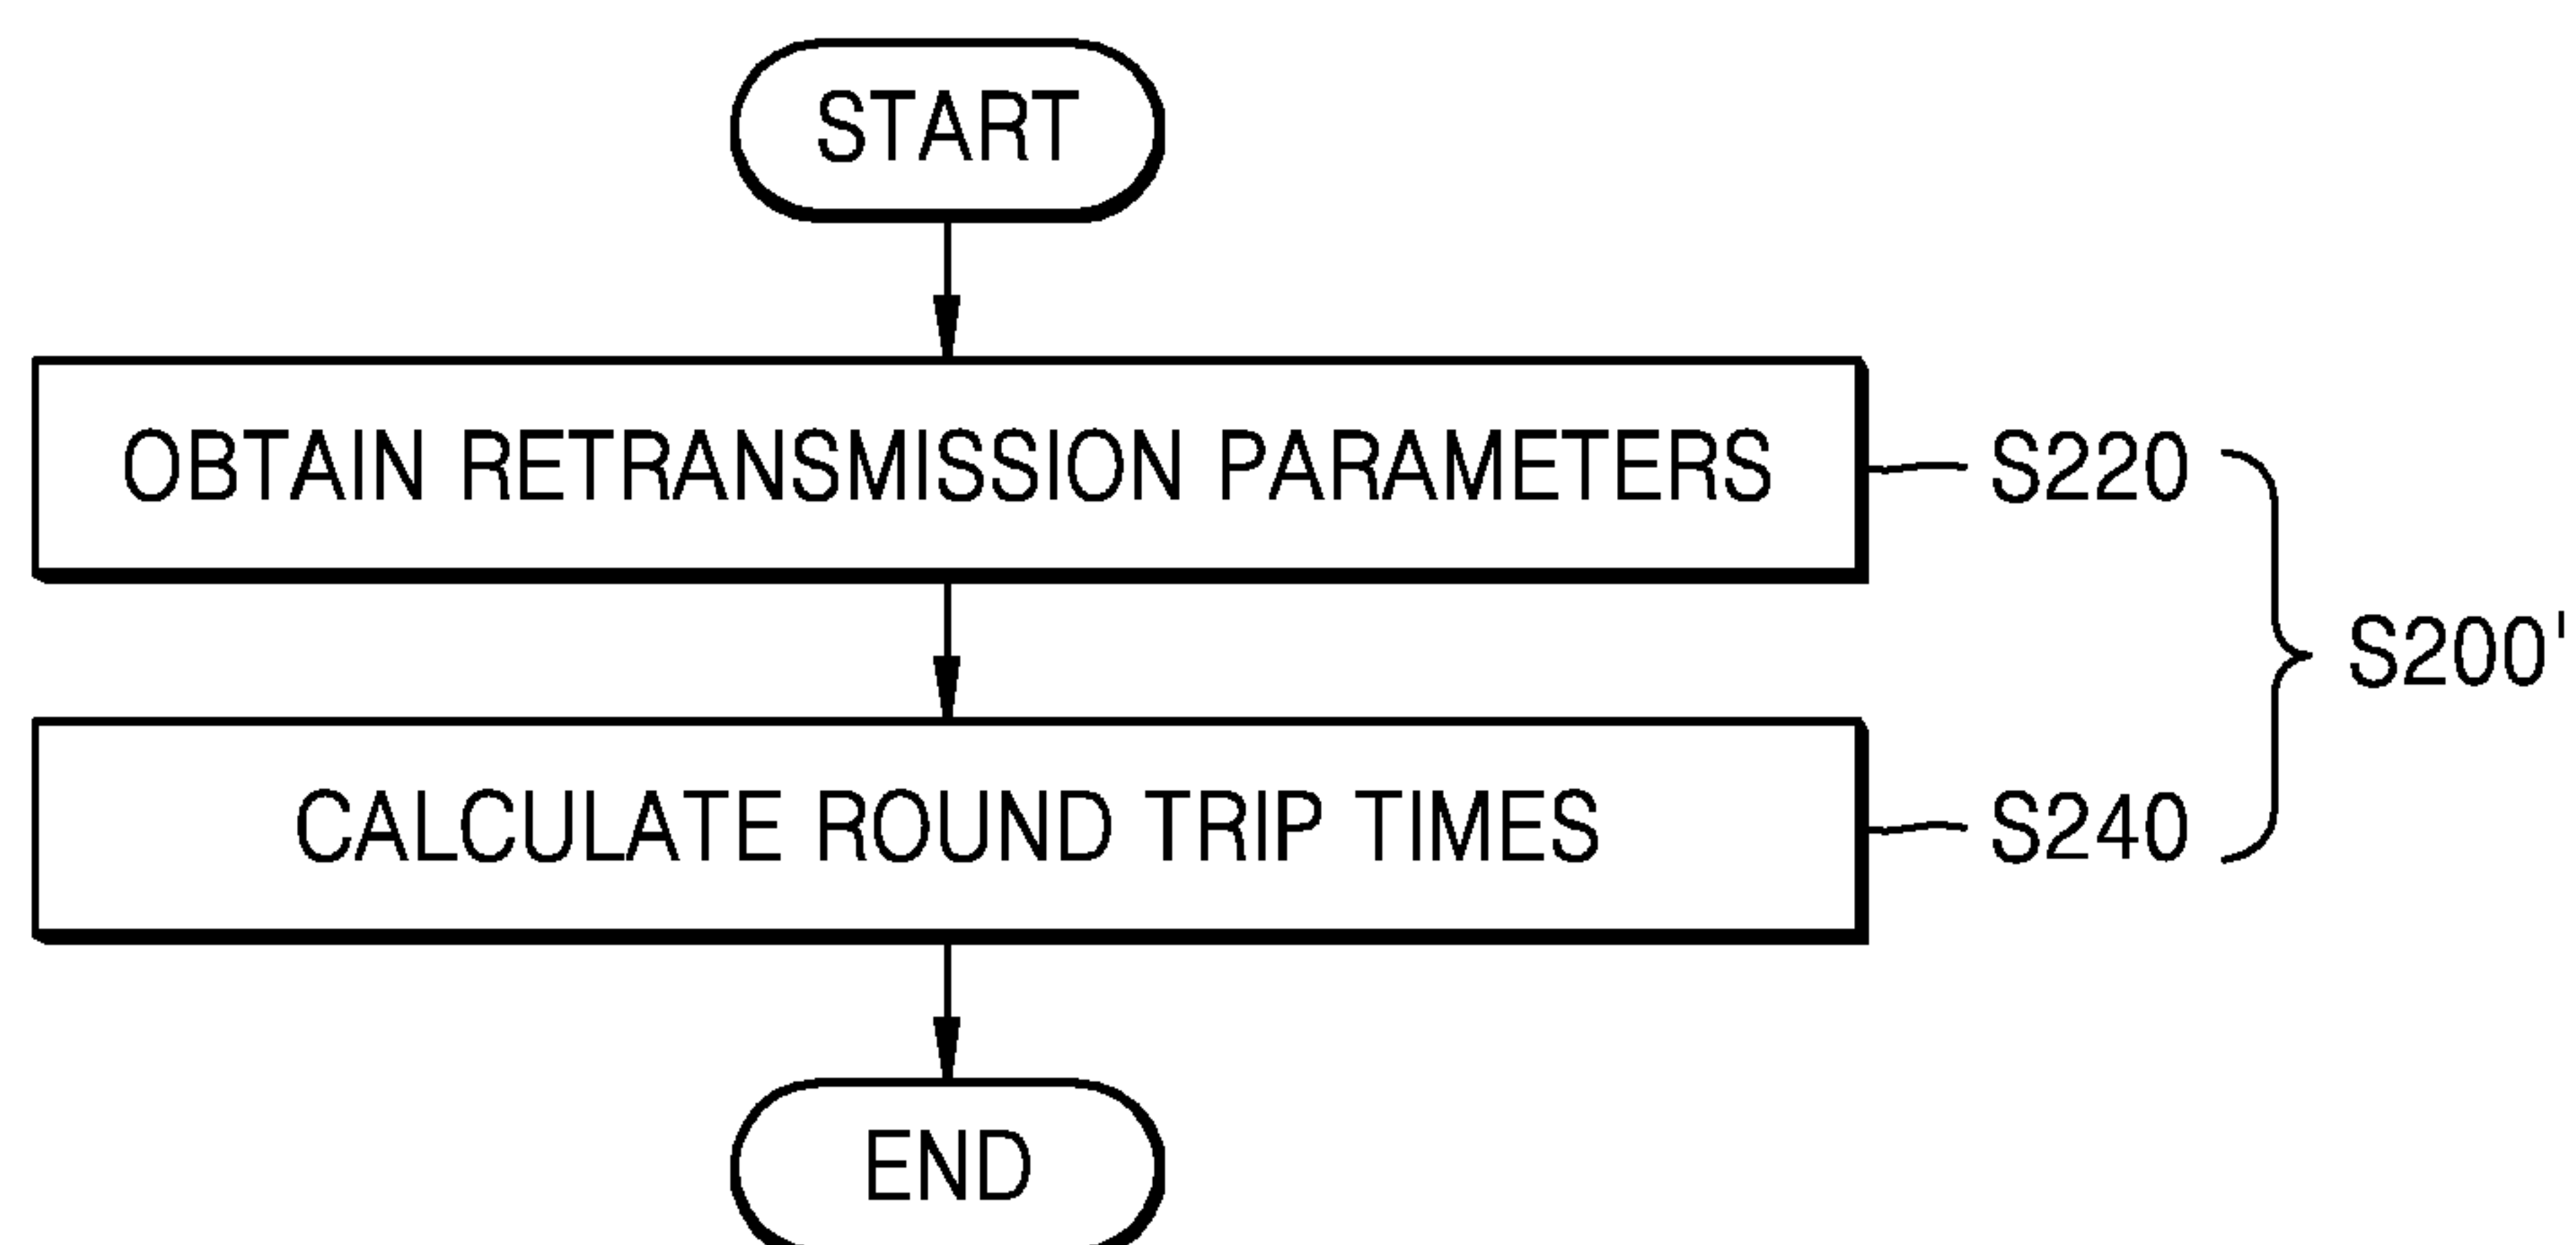 START
OBTAIN RETRANSMISSION PARAMETERS
S220
S200'
CALCULATE ROUND TRIP TIMES
S240
END